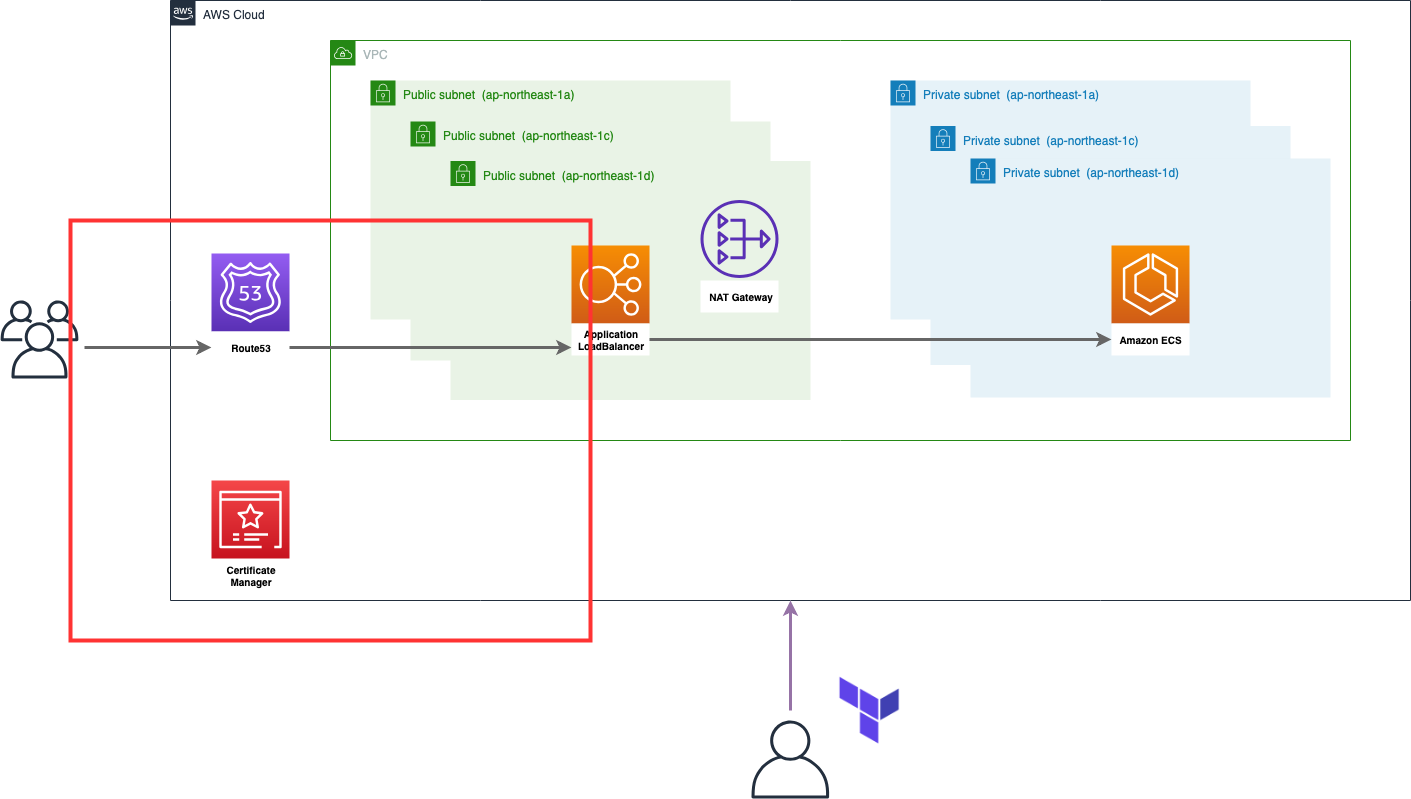 aws
AWS Cloud
VPC
Public subnet (ap-northeast-1a)
Public subnet (ap-northeast-1c)
Public subnet (ap-northeast-1d)
Private subnet (ap-northeast-1a)
Private subnet (ap-northeast-1c)
Private subnet (ap-northeast-1d)
53
Route53
Application
LoadBalancer
NAT Gateway
Amazon ECS
Certificate
Manager